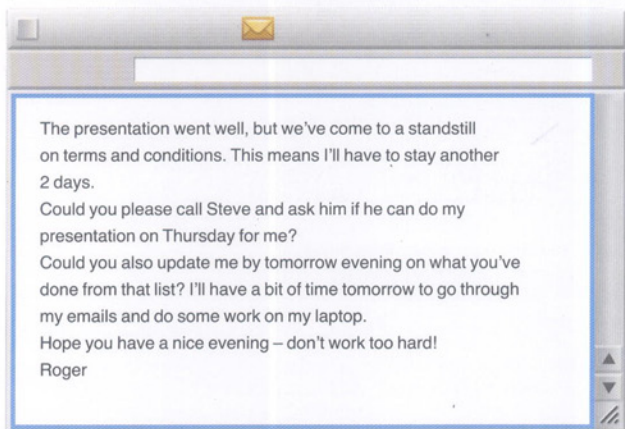 The presentation went well, but we've come to a standstill
on terms and conditions. This means I'll have to stay another
2 days.
Could you please call Steve and ask him if he can do my
presentation on Thursday for me?
Could you also update me by tomorrow evening on what you've
done from that list? I'll have a bit of time tomorrow to go through
my emails and do some work on my laptop.
Hope you have a nice evening – don't work too hard!
Roger